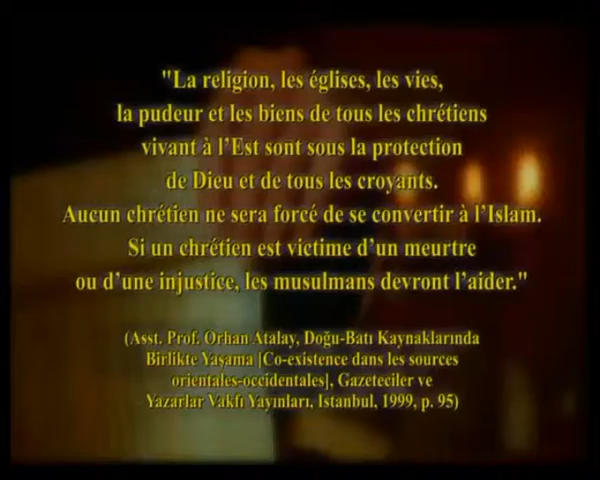 "La religion, les églises, les vies,
la pudeur et les biens de tous les chrétiens
vivant à l'Est sont sous la protection
de Dieu et de tous les croyants.
Aucun chrétien ne sera forcé de se convertir à l'Islam.
Si un chrétien est victime d'un meurtre
ou d'une injustice, les musulmans devront l'aider."
(Asst. Prof. Orhan Atalay, Doğu-Batı Kaynaklarında
Birlikte Yaşama [Co-existence dans les sources
orientales-occidentales], Gazeteciler ve
Yazarlar Vakfı Yayınları, Istanbul, 1999, p. 95)